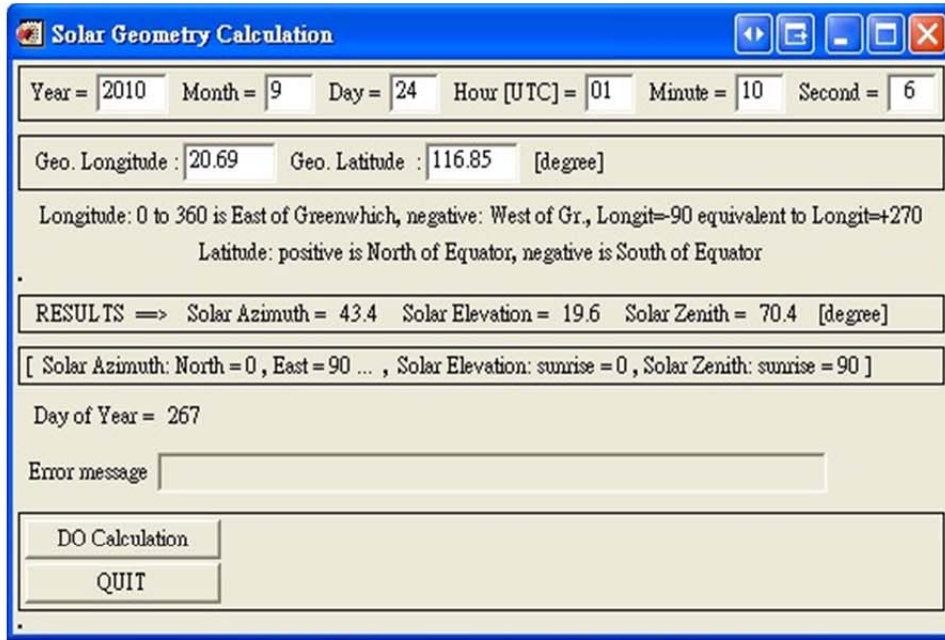 Solar Geometry Calculation
Year = 2010 Month = 9 Day = 24 Hour [UTC] = 01 Minute = 10 Second = 6
Geo. Longitude : 20.69 Geo. Latitude : 116.85 [degree]
Longitude: 0 to 360 is East of Greenwhich, negative: West of Gr., Longit=-90 equivalent to Longit=+270
Latitude: positive is North of Equator, negative is South of Equator
.
RESULTS ==> Solar Azimuth = 43.4 Solar Elevation = 19.6 Solar Zenith = 70.4 [degree]
[ Solar Azimuth: North = 0 , East = 90 ... , Solar Elevation: sunrise = 0 , Solar Zenith: sunrise = 90 ]
Day of Year = 267
Error message
DO Calculation
QUIT
.